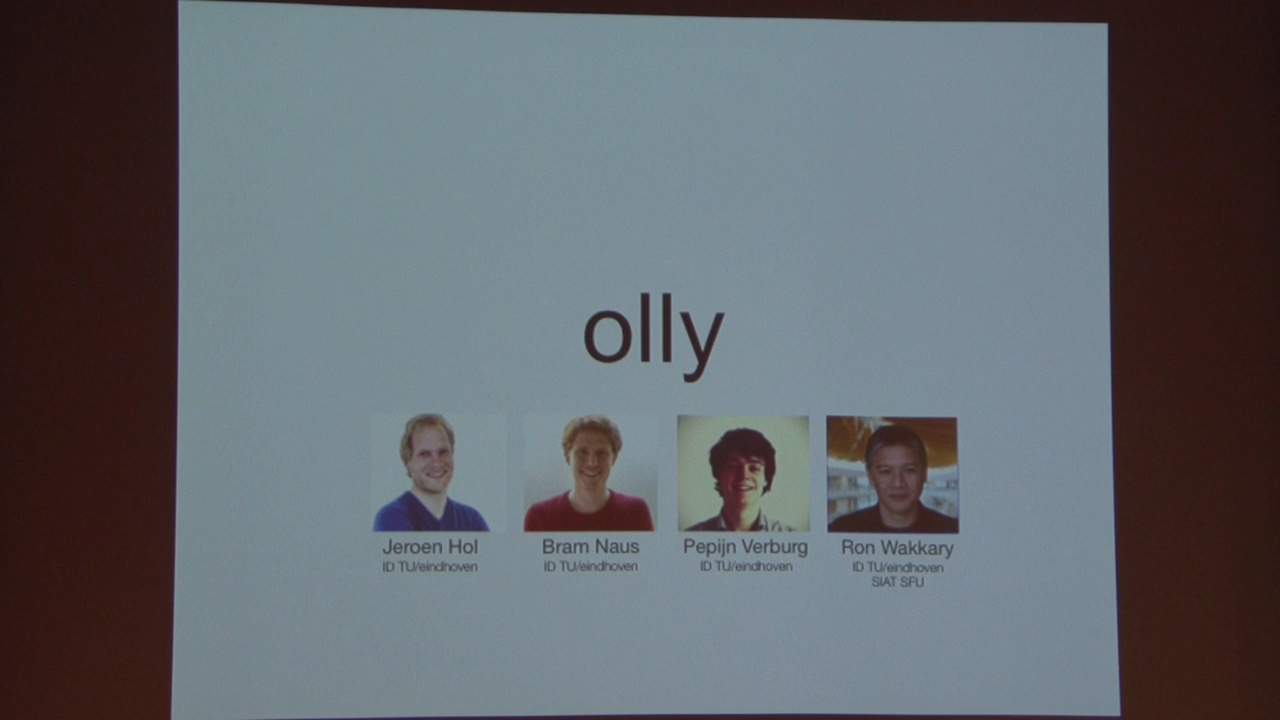 olly
Jeroen Hol
ID TU/eindhoven
Bram Naus
ID TU/eindhoven
Pepijn Verburg
ID TU/eindhoven
Ron Wakkary
ID TU/eindhoven
SIAT SFU